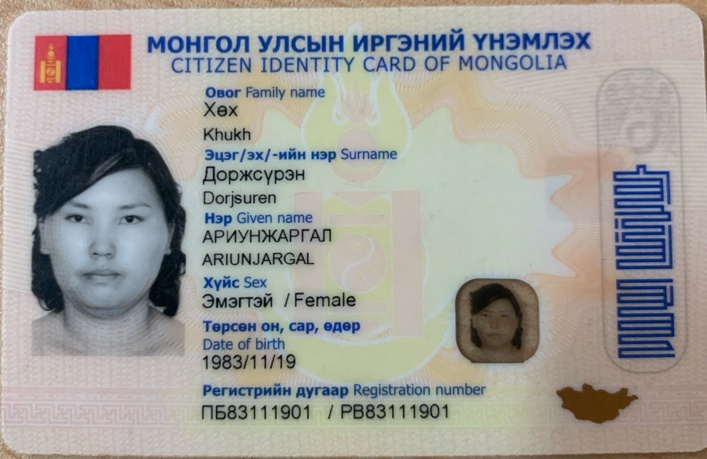 МОНГОЛ УЛСЫН ИРГЭНИЙ ҮНЭМЛЭХ
CITIZEN IDENTITY CARD OF MONGOLIA
Овог Family name
Хөх
Khukh
Эцэг/эх/-ийн нэр Surname
Доржсүрэн
Dorjsuren
Нэр Given name
АРИУНЖАРГАЛ
ARIUNJARGAL
Хүйс Sex
Эмэгтэй / Female
Төрсөн он, сар, өдөр
Date of birth
1983/11/19
Регистрийн дугаар Registration number
ПБ83111901 / PB83111901